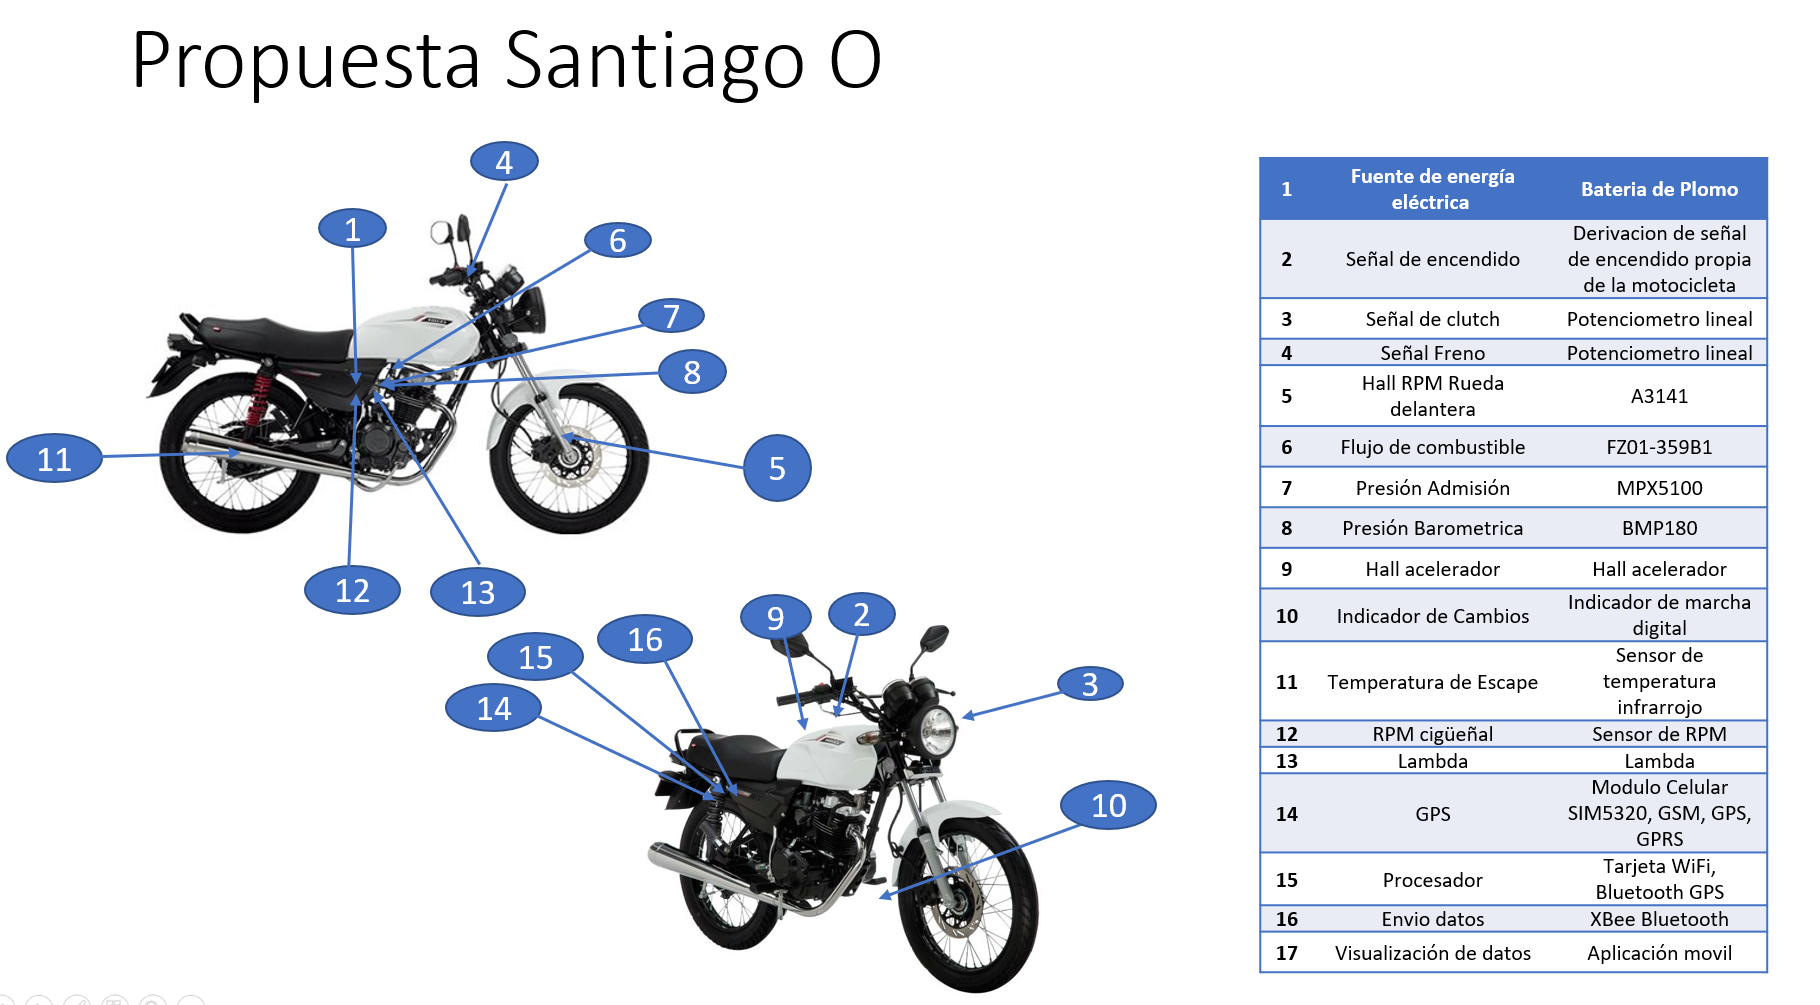 Propuesta Santiago O
4
1
6
7
8
11
5
12
13
9
2
16
15
3
14
10
1 Fuente de energía eléctrica Bateria de Plomo
2 Señal de encendido Derivacion de señal de encendido propia de la motocicleta
3 Señal de clutch Potenciometro lineal
4 Señal Freno Potenciometro lineal
5 Hall RPM Rueda delantera A3141
6 Flujo de combustible FZ01-359B1
7 Presión Admisión MPX5100
8 Presión Barometrica BMP180
9 Hall acelerador Hall acelerador
10 Indicador de Cambios Indicador de marcha digital
11 Temperatura de Escape Sensor de temperatura infrarrojo
12 RPM cigüeñal Sensor de RPM
13 Lambda Lambda
14 GPS Modulo Celular SIM5320, GSM, GPS, GPRS
15 Procesador Tarjeta WiFi, Bluetooth GPS
16 Envio datos XBee Bluetooth
17 Visualización de datos Aplicación movil